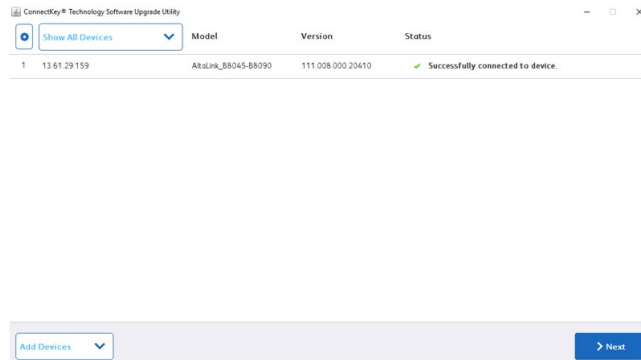 ConnectKey® Technology Software Upgrade Utility
Show All Devices Model Version Status
1 13.61.29.159 AltaLink_B8045-B8090 111.008.000.20410 Successfully connected to device.
Add Devices Next